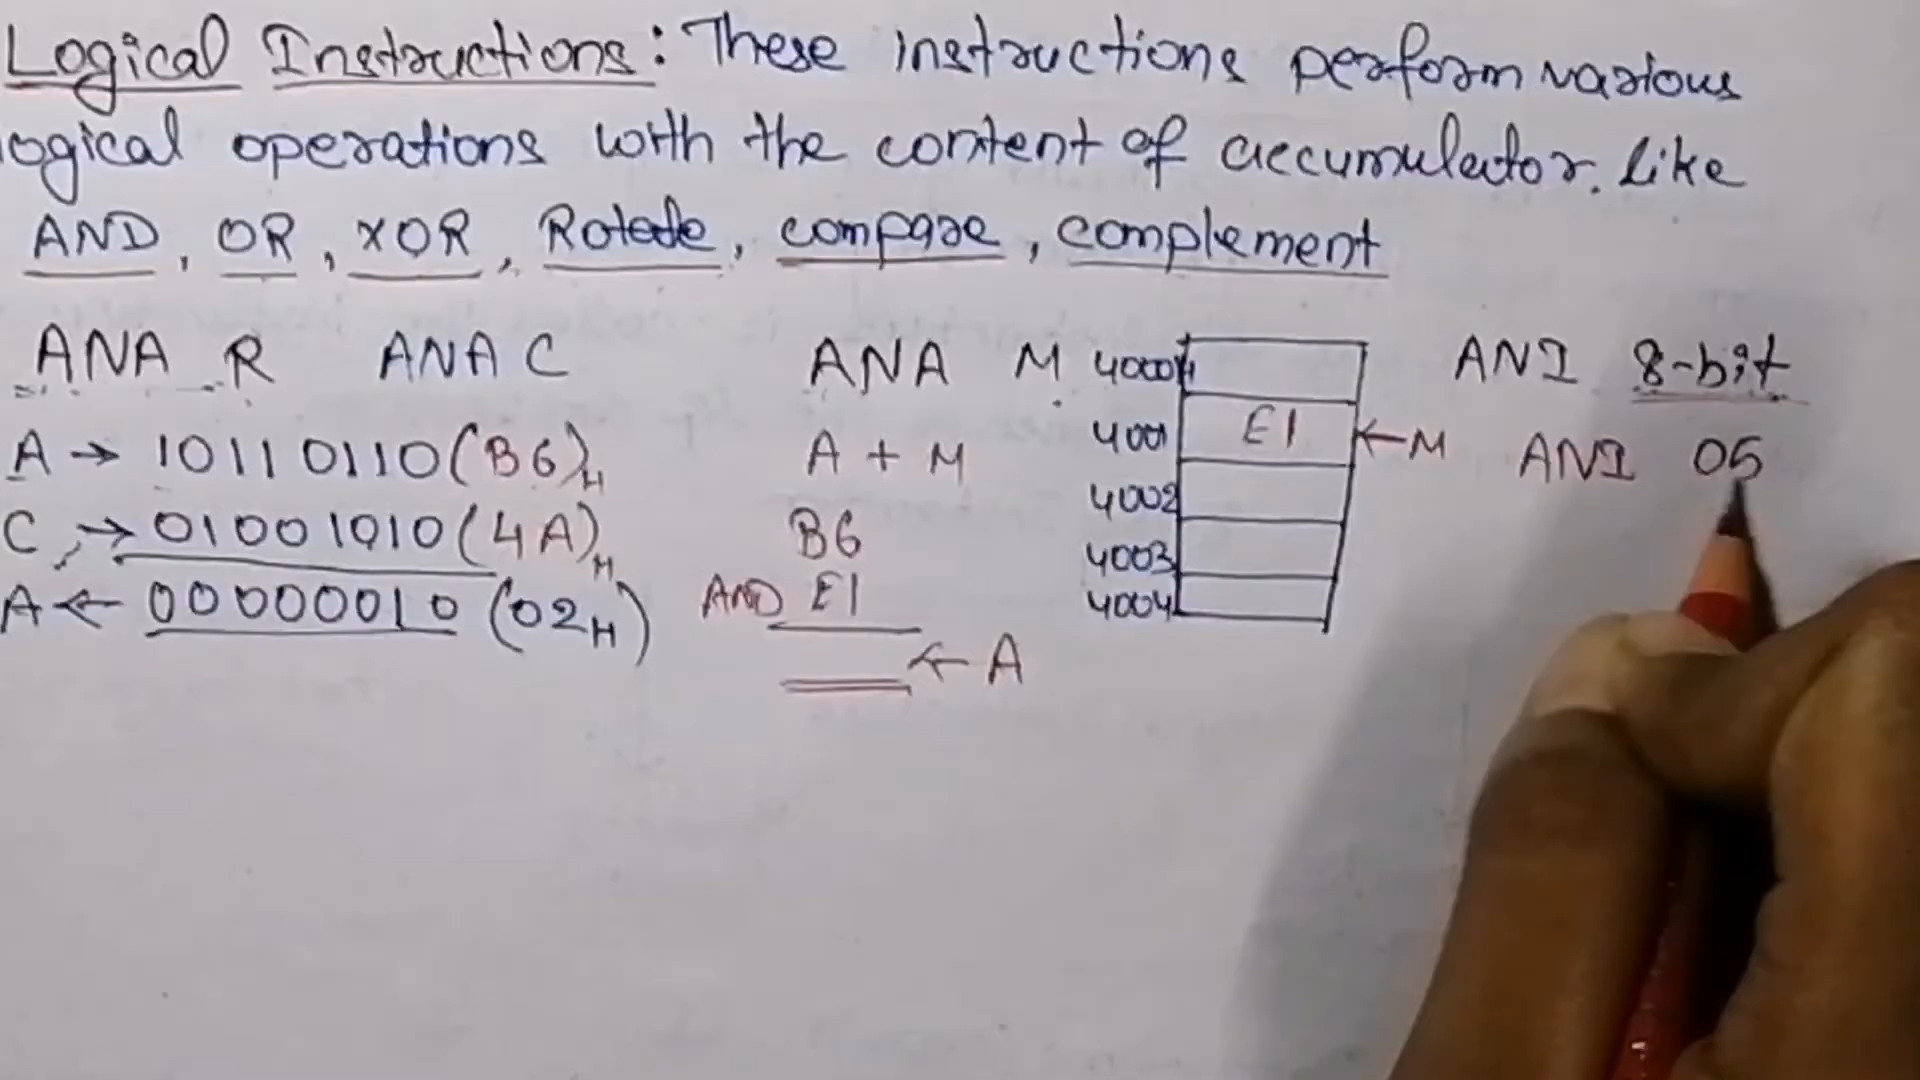 Logical Instructions: These instructions perform various
logical operations with the content of accumulator. like
AND, OR, XOR, Rotate, compare, complement
ANA R ANA C
A → 10110110 (B6)H
C → 01001010 (4A)H
A ← 00000010 (02H)
ANA M
A + M
B6
AND E1
← A
4000H
4001 E1 ← M
4002
4003
4004
ANI 8-bit
ANI 05